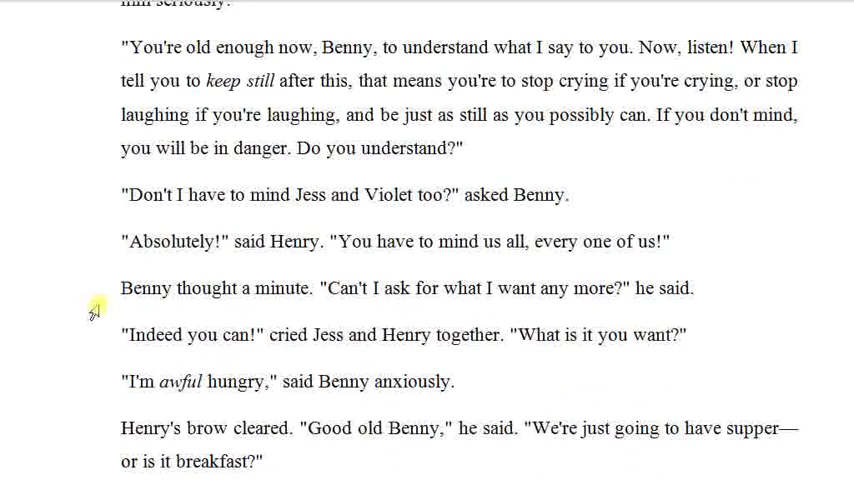 him seriously.
"You're old enough now, Benny, to understand what I say to you. Now, listen! When I
tell you to keep still after this, that means you're to stop crying if you're crying, or stop
laughing if you're laughing, and be just as still as you possibly can. If you don't mind,
you will be in danger. Do you understand?"
"Don't I have to mind Jess and Violet too?" asked Benny.
"Absolutely!" said Henry. "You have to mind us all, every one of us!"
Benny thought a minute. "Can't I ask for what I want any more?" he said.
"Indeed you can!" cried Jess and Henry together. "What is it you want?"
"I'm awful hungry," said Benny anxiously.
Henry's brow cleared. "Good old Benny," he said. "We're just going to have supper—
or is it breakfast?"